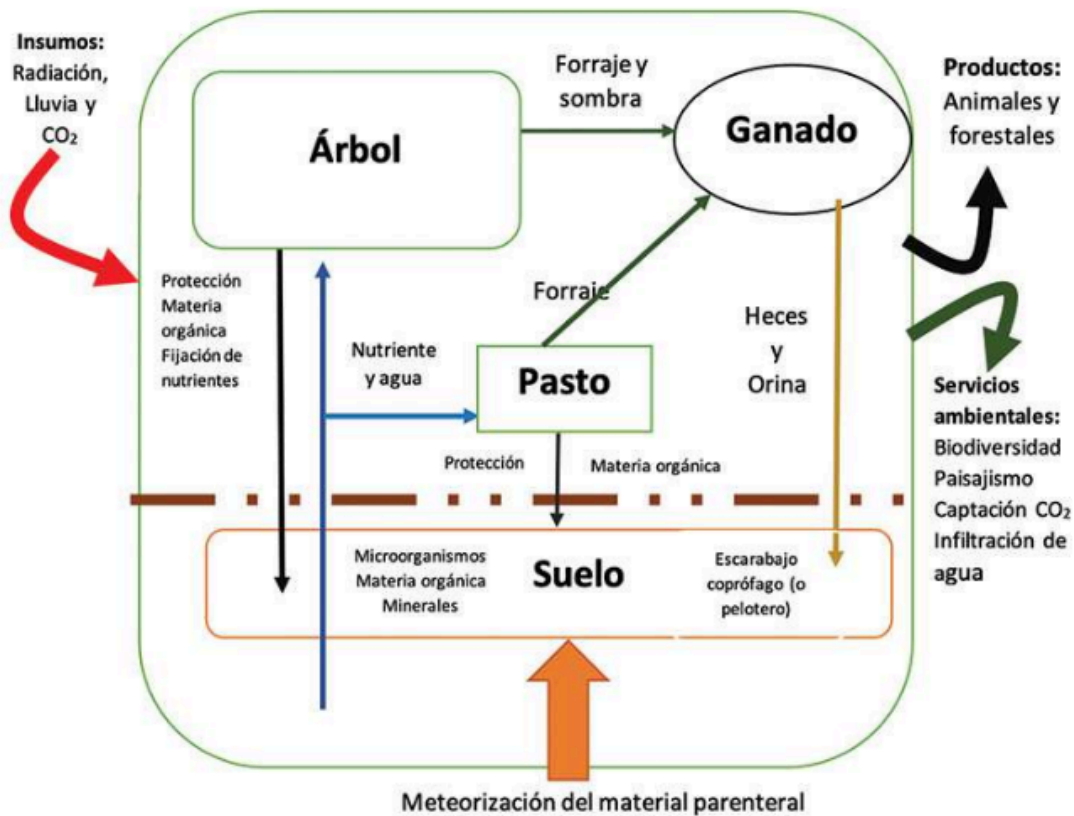 Insumos:
Radiación,
Lluvia y
CO₂
Árbol
Forraje y
sombra
Ganado
Productos:
Animales y
forestales
Protección
Materia
orgánica
Fijación de
nutrientes
Nutriente
y agua
Forraje
Pasto
Heces
y
Orina
Protección
Materia orgánica
Servicios
ambientales:
Biodiversidad
Paisajismo
Captación CO₂
Infiltración de
agua
Microorganismos
Materia orgánica
Minerales
Suelo
Escarabajo
coprófago (o
pelotero)
Meteorización del material parenteral